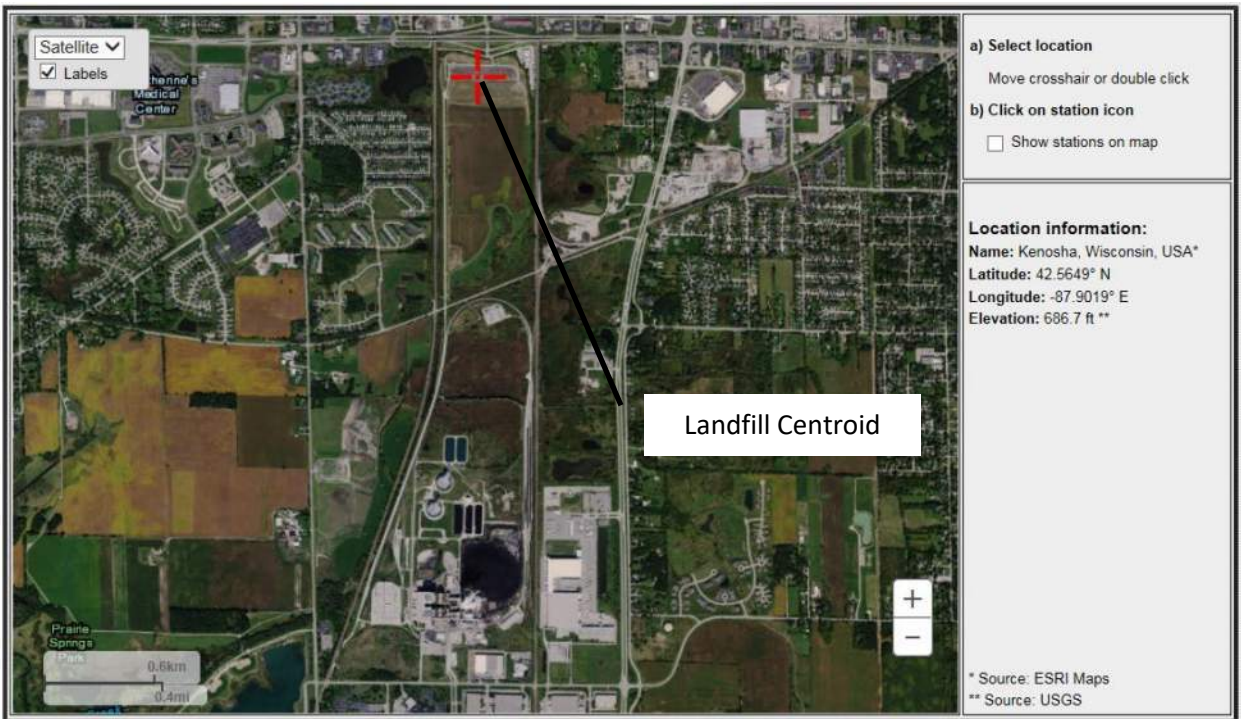 Satellite
Labels
therine's
Medical
Center
Landfill Centroid
+
−
Prairie
Springs
Park
0.6km
0.4mi
a) Select location
Move crosshair or double click
b) Click on station icon
Show stations on map
Location information:
Name: Kenosha, Wisconsin, USA*
Latitude: 42.5649° N
Longitude: -87.9019° E
Elevation: 686.7 ft **
* Source: ESRI Maps
** Source: USGS